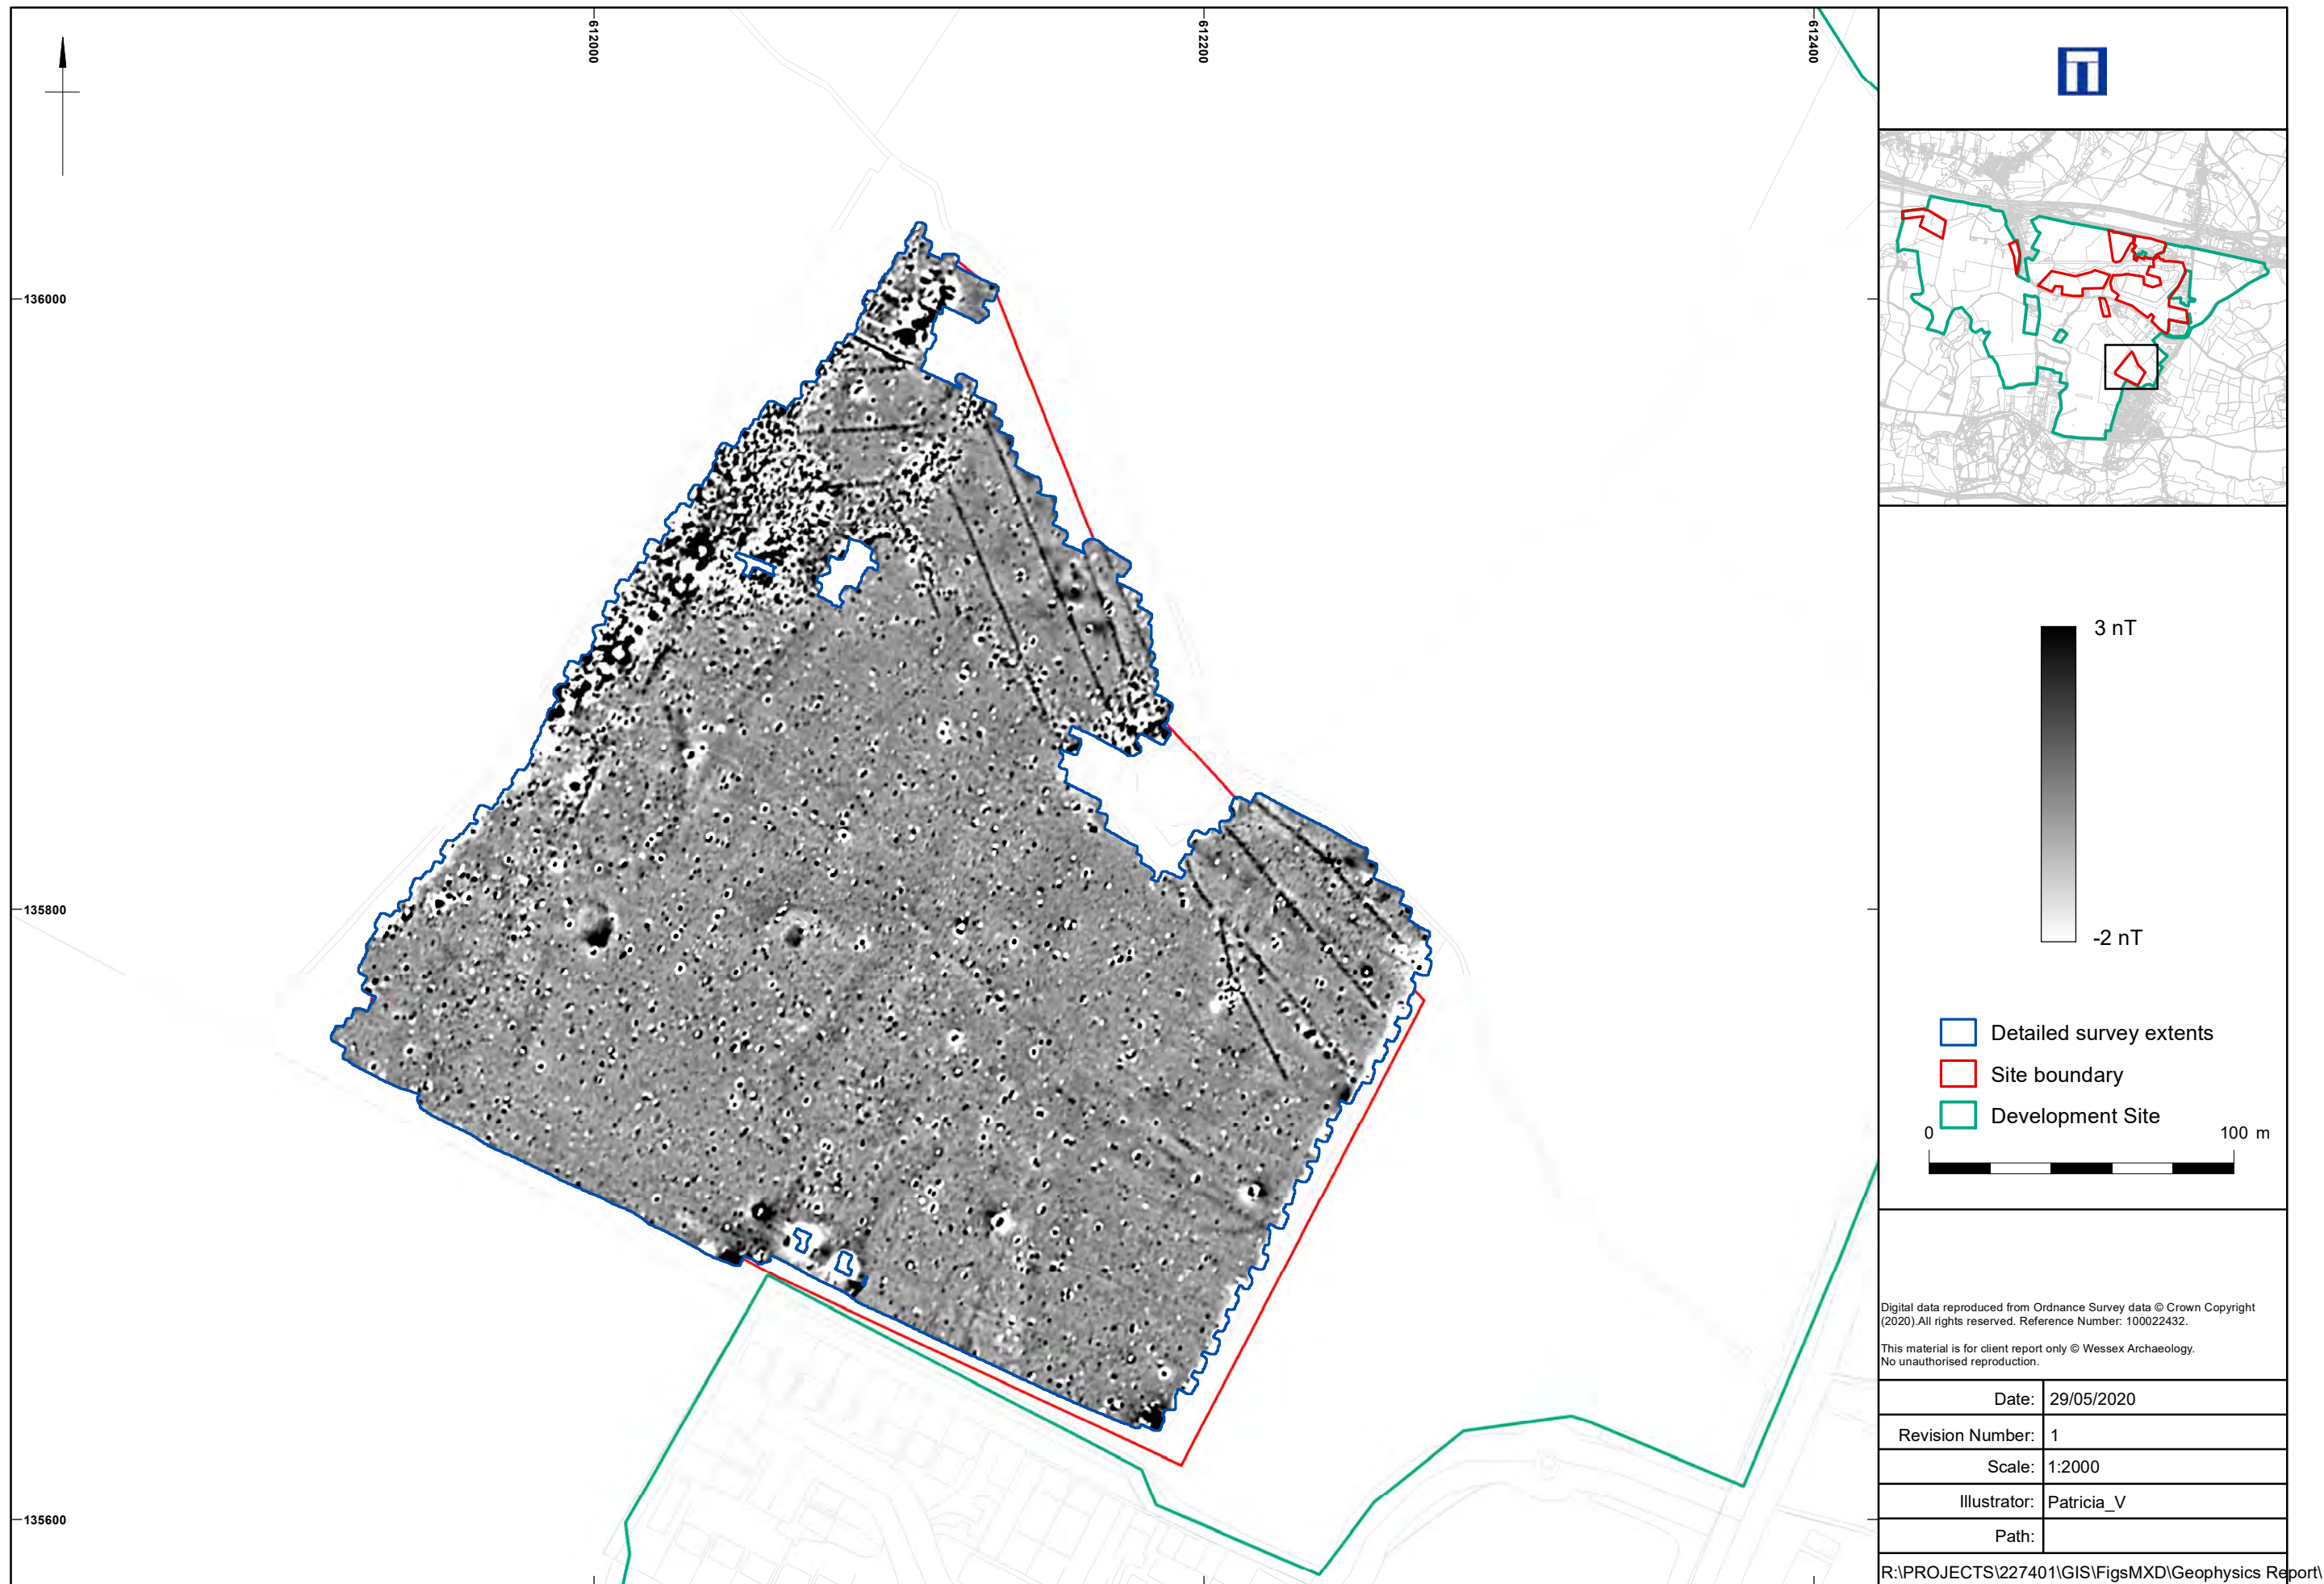 612000
612200
612400
136000
135800
135600
3 nT
-2 nT
Detailed survey extents
Site boundary
Development Site
0
100 m
Digital data reproduced from Ordnance Survey data © Crown Copyright
(2020).All rights reserved. Reference Number: 100022432.
This material is for client report only © Wessex Archaeology.
No unauthorised reproduction.
Date: 29/05/2020
Revision Number: 1
Scale: 1:2000
Illustrator: Patricia_V
Path:
R:\PROJECTS\227401\GIS\FigsMXD\Geophysics Report\